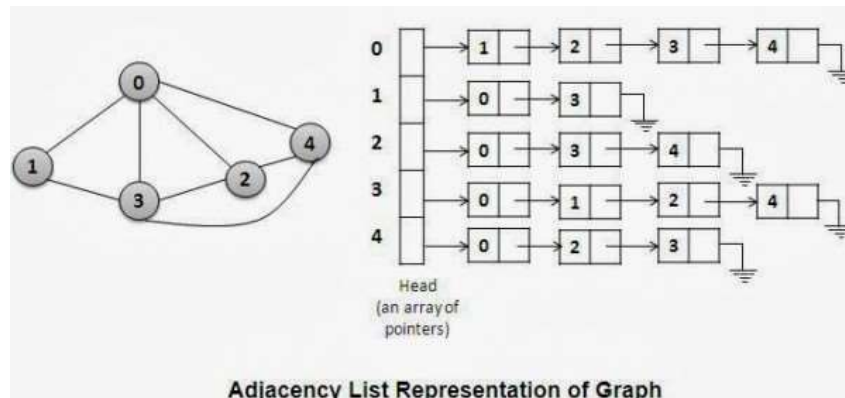 0
1
2
3
4
0 1 2 3 4
1 0 3
2 0 3 4
3 0 1 2 4
4 0 2 3
Head
(an array of
pointers)
Adjacency List Representation of Graph